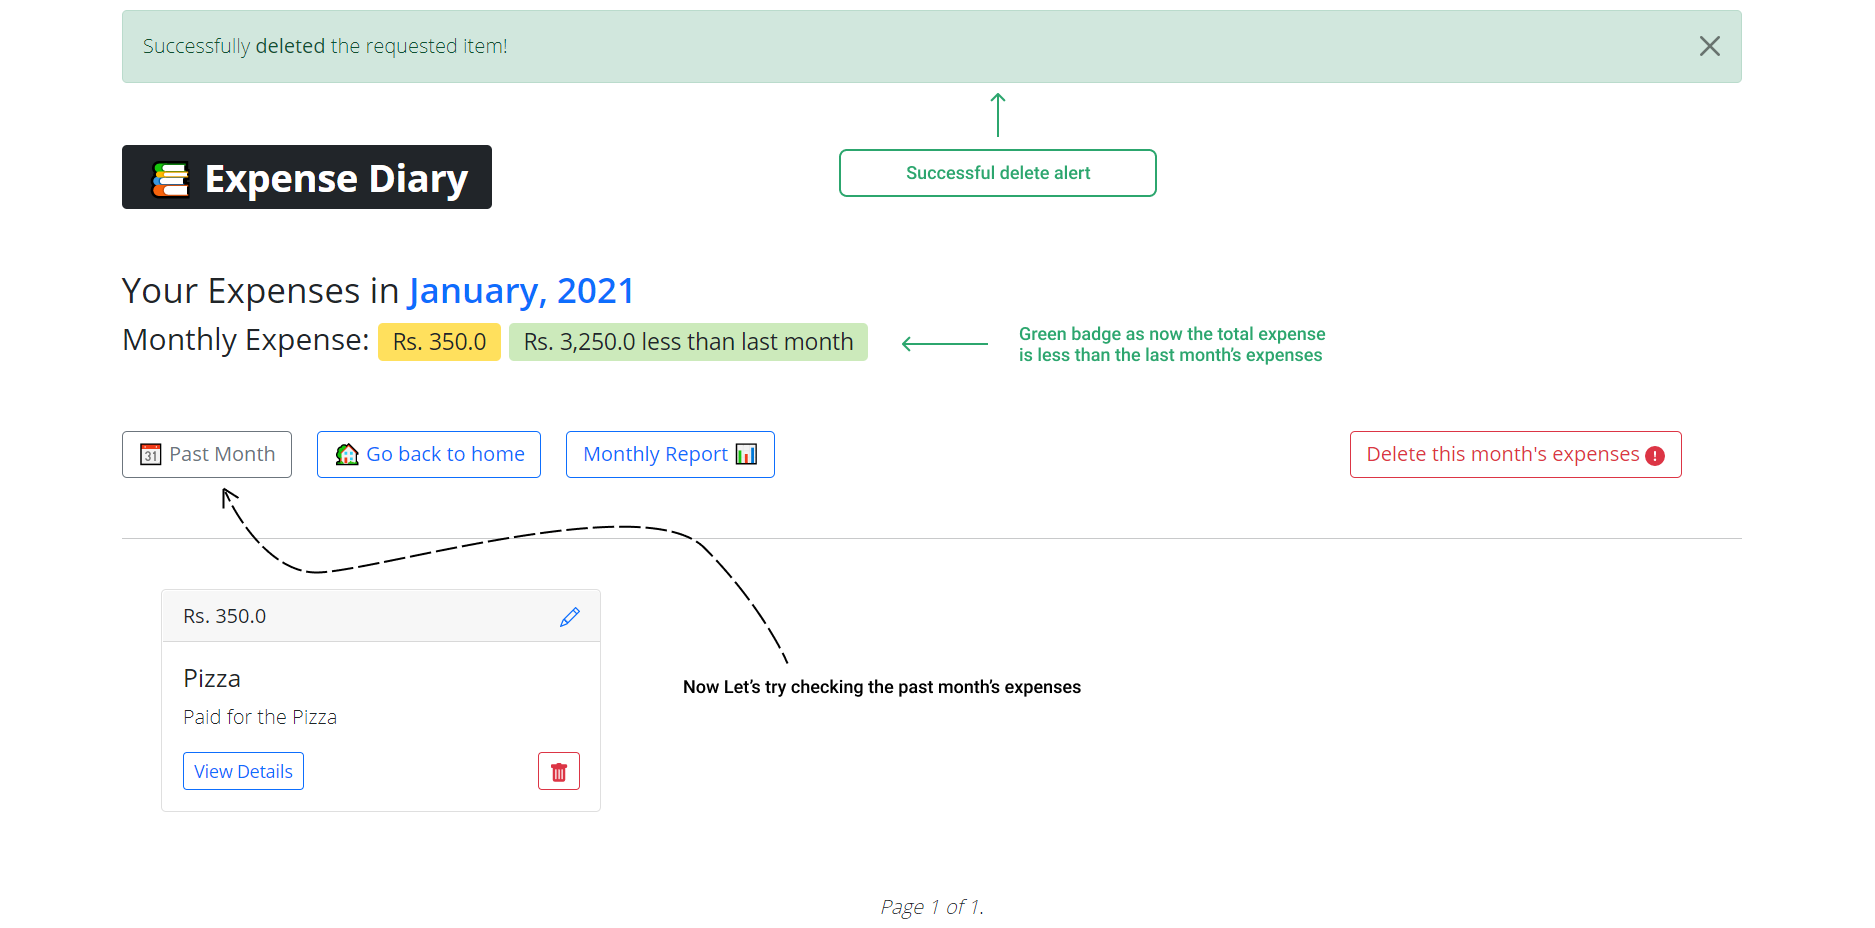 Successfully deleted the requested item!
Successful delete alert
Expense Diary
Your Expenses in January, 2021
Monthly Expense: Rs. 350.0 Rs. 3,250.0 less than last month
Green badge as now the total expense
is less than the last month's expenses
31 Past Month
Go back to home
Monthly Report
Delete this month's expenses !
Rs. 350.0
Pizza
Paid for the Pizza
View Details
Now Let's try checking the past month's expenses
Page 1 of 1.